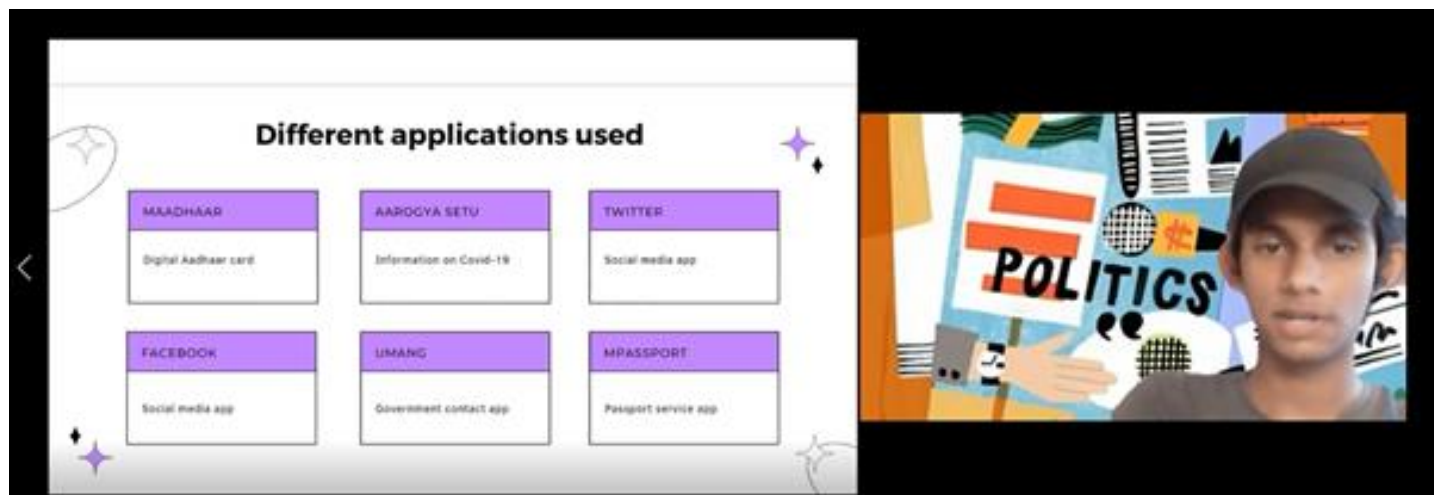 Different applications used
MAADHAAR
Digital Aadhaar card
AAROGYA SETU
Information on Covid-19
TWITTER
Social media app
FACEBOOK
Social media app
UMANG
Government contact app
MPASSPORT
Passport service app
POLITICS
#